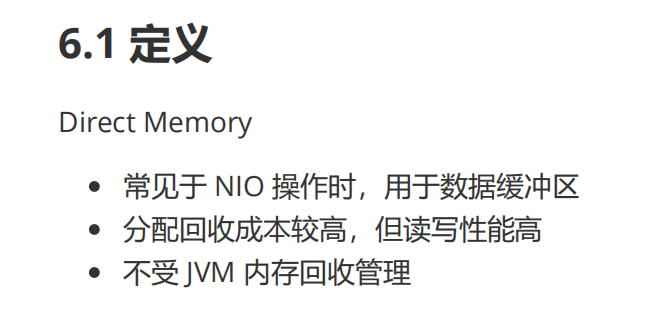 6.1 定义
Direct Memory
常见于 NIO 操作时，用于数据缓冲区
分配回收成本较高，但读写性能高
不受 JVM 内存回收管理